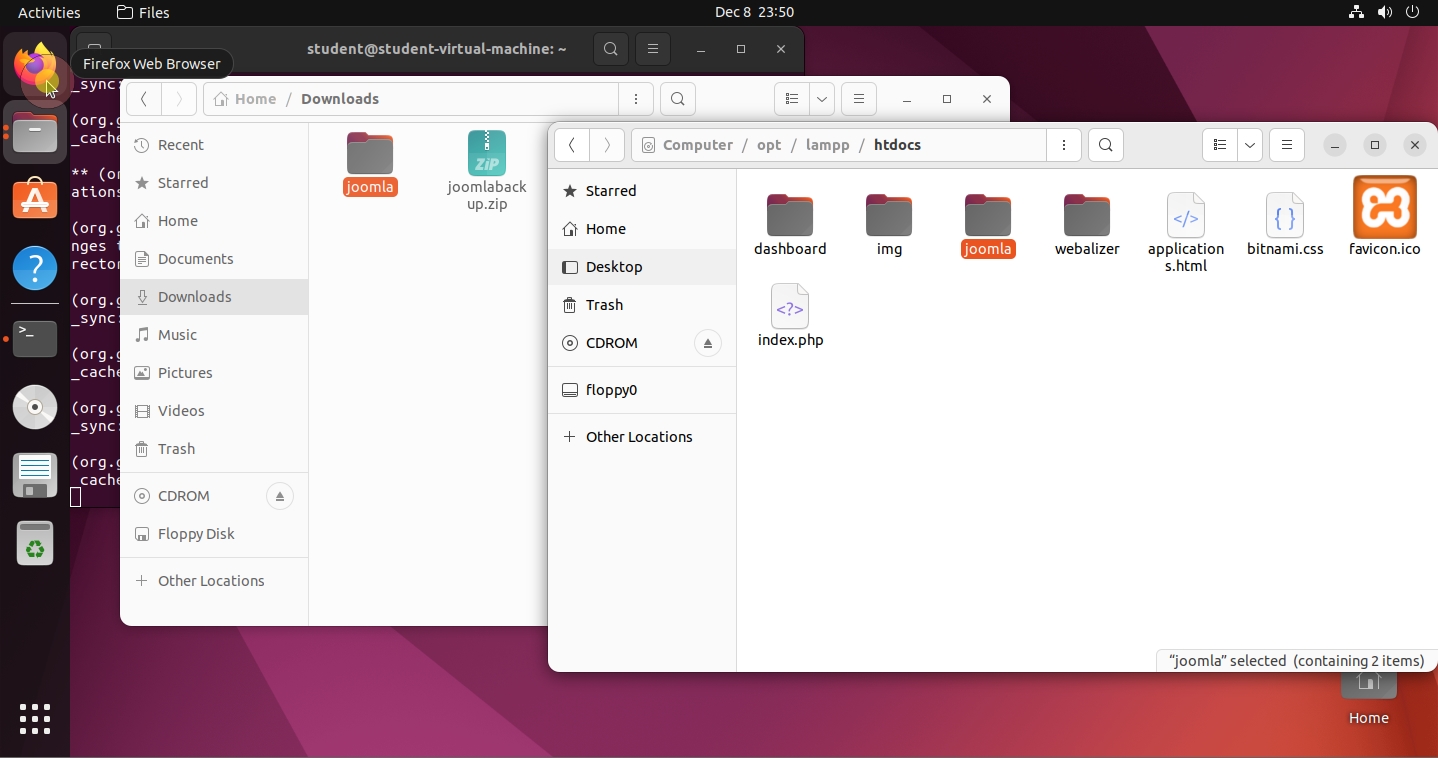 Activities
Files
Dec 8 23:50
student@student-virtual-machine: ~
Firefox Web Browser
_sync:
(org.g
_cache
** (or
ations
(org.g
nges f
rector
(org.g
_sync:
(org.g
_cache
(org.g
_sync:
(org.g
_cache
Home / Downloads
Recent
Starred
Home
Documents
Downloads
Music
Pictures
Videos
Trash
CDROM
Floppy Disk
+ Other Locations
joomla
ZiP
joomlaback
up.zip
Computer / opt / lampp / htdocs
Starred
Home
Desktop
Trash
CDROM
floppy0
+ Other Locations
dashboard
img
joomla
webalizer
application
s.html
bitnami.css
favicon.ico
index.php
“joomla” selected (containing 2 items)
Home